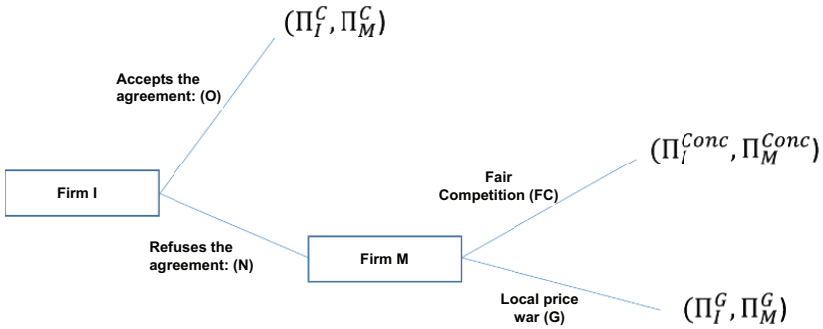 (Π_I^C, Π_M^C)
Accepts the
agreement: (O)
Firm I
Refuses the
agreement: (N)
Firm M
Fair
Competition (FC)
(Π_I^Conc, Π_M^Conc)
Local price
war (G)
(Π_I^G, Π_M^G)